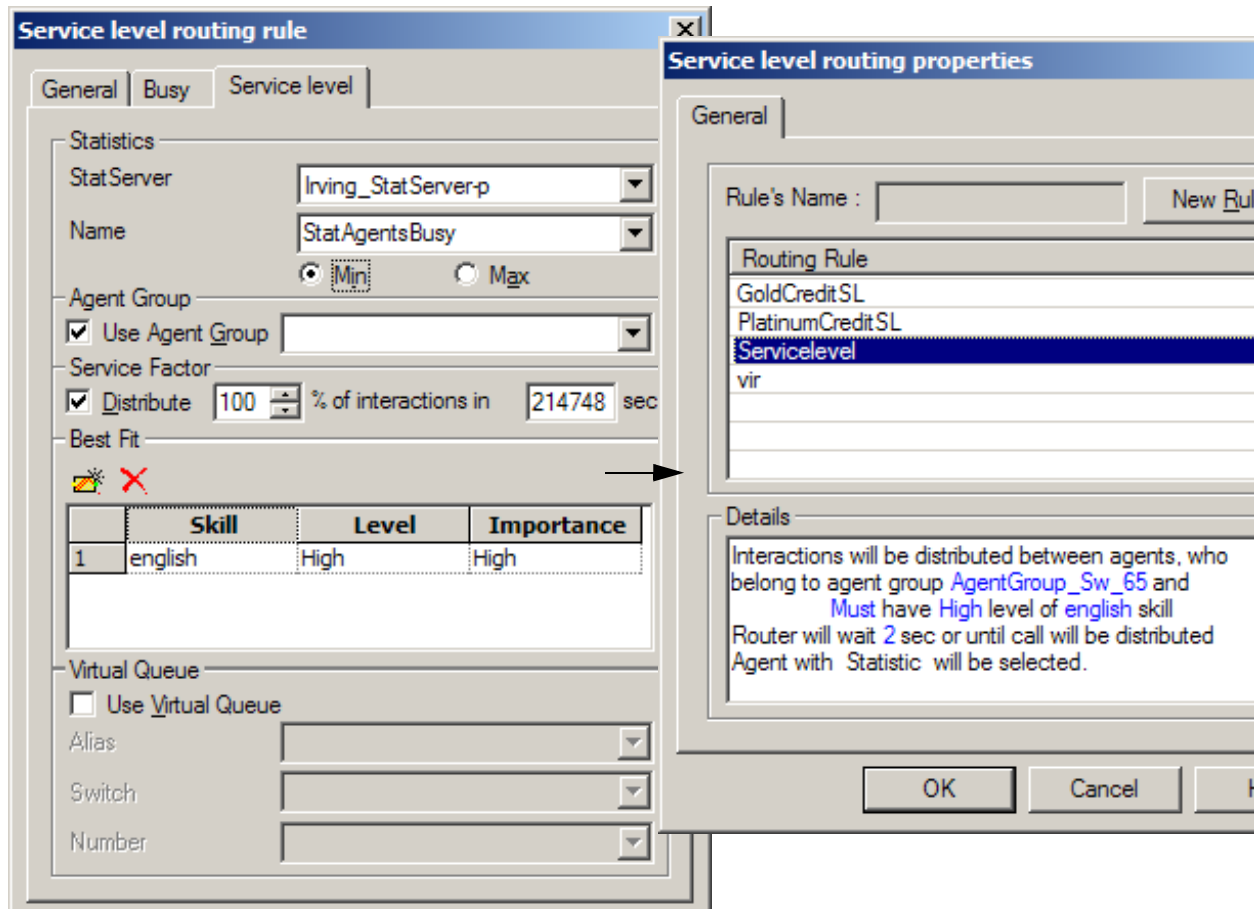 Service level routing rule
General
Busy
Service level
Statistics
StatServer
Irving_StatServer-p
Name
StatAgentsBusy
Min
Max
Agent Group
Use Agent Group
Service Factor
Distribute 100 % of interactions in 214748 sec
Best Fit
Skill Level Importance
1 english High High
Virtual Queue
Use Virtual Queue
Alias
Switch
Number
Service level routing properties
General
Rule's Name :
New Rul
Routing Rule
GoldCreditSL
PlatinumCreditSL
Servicelevel
vir
Details
Interactions will be distributed between agents, who
belong to agent group AgentGroup_Sw_65 and
Must have High level of english skill
Router will wait 2 sec or until call will be distributed
Agent with Statistic will be selected.
OK
Cancel